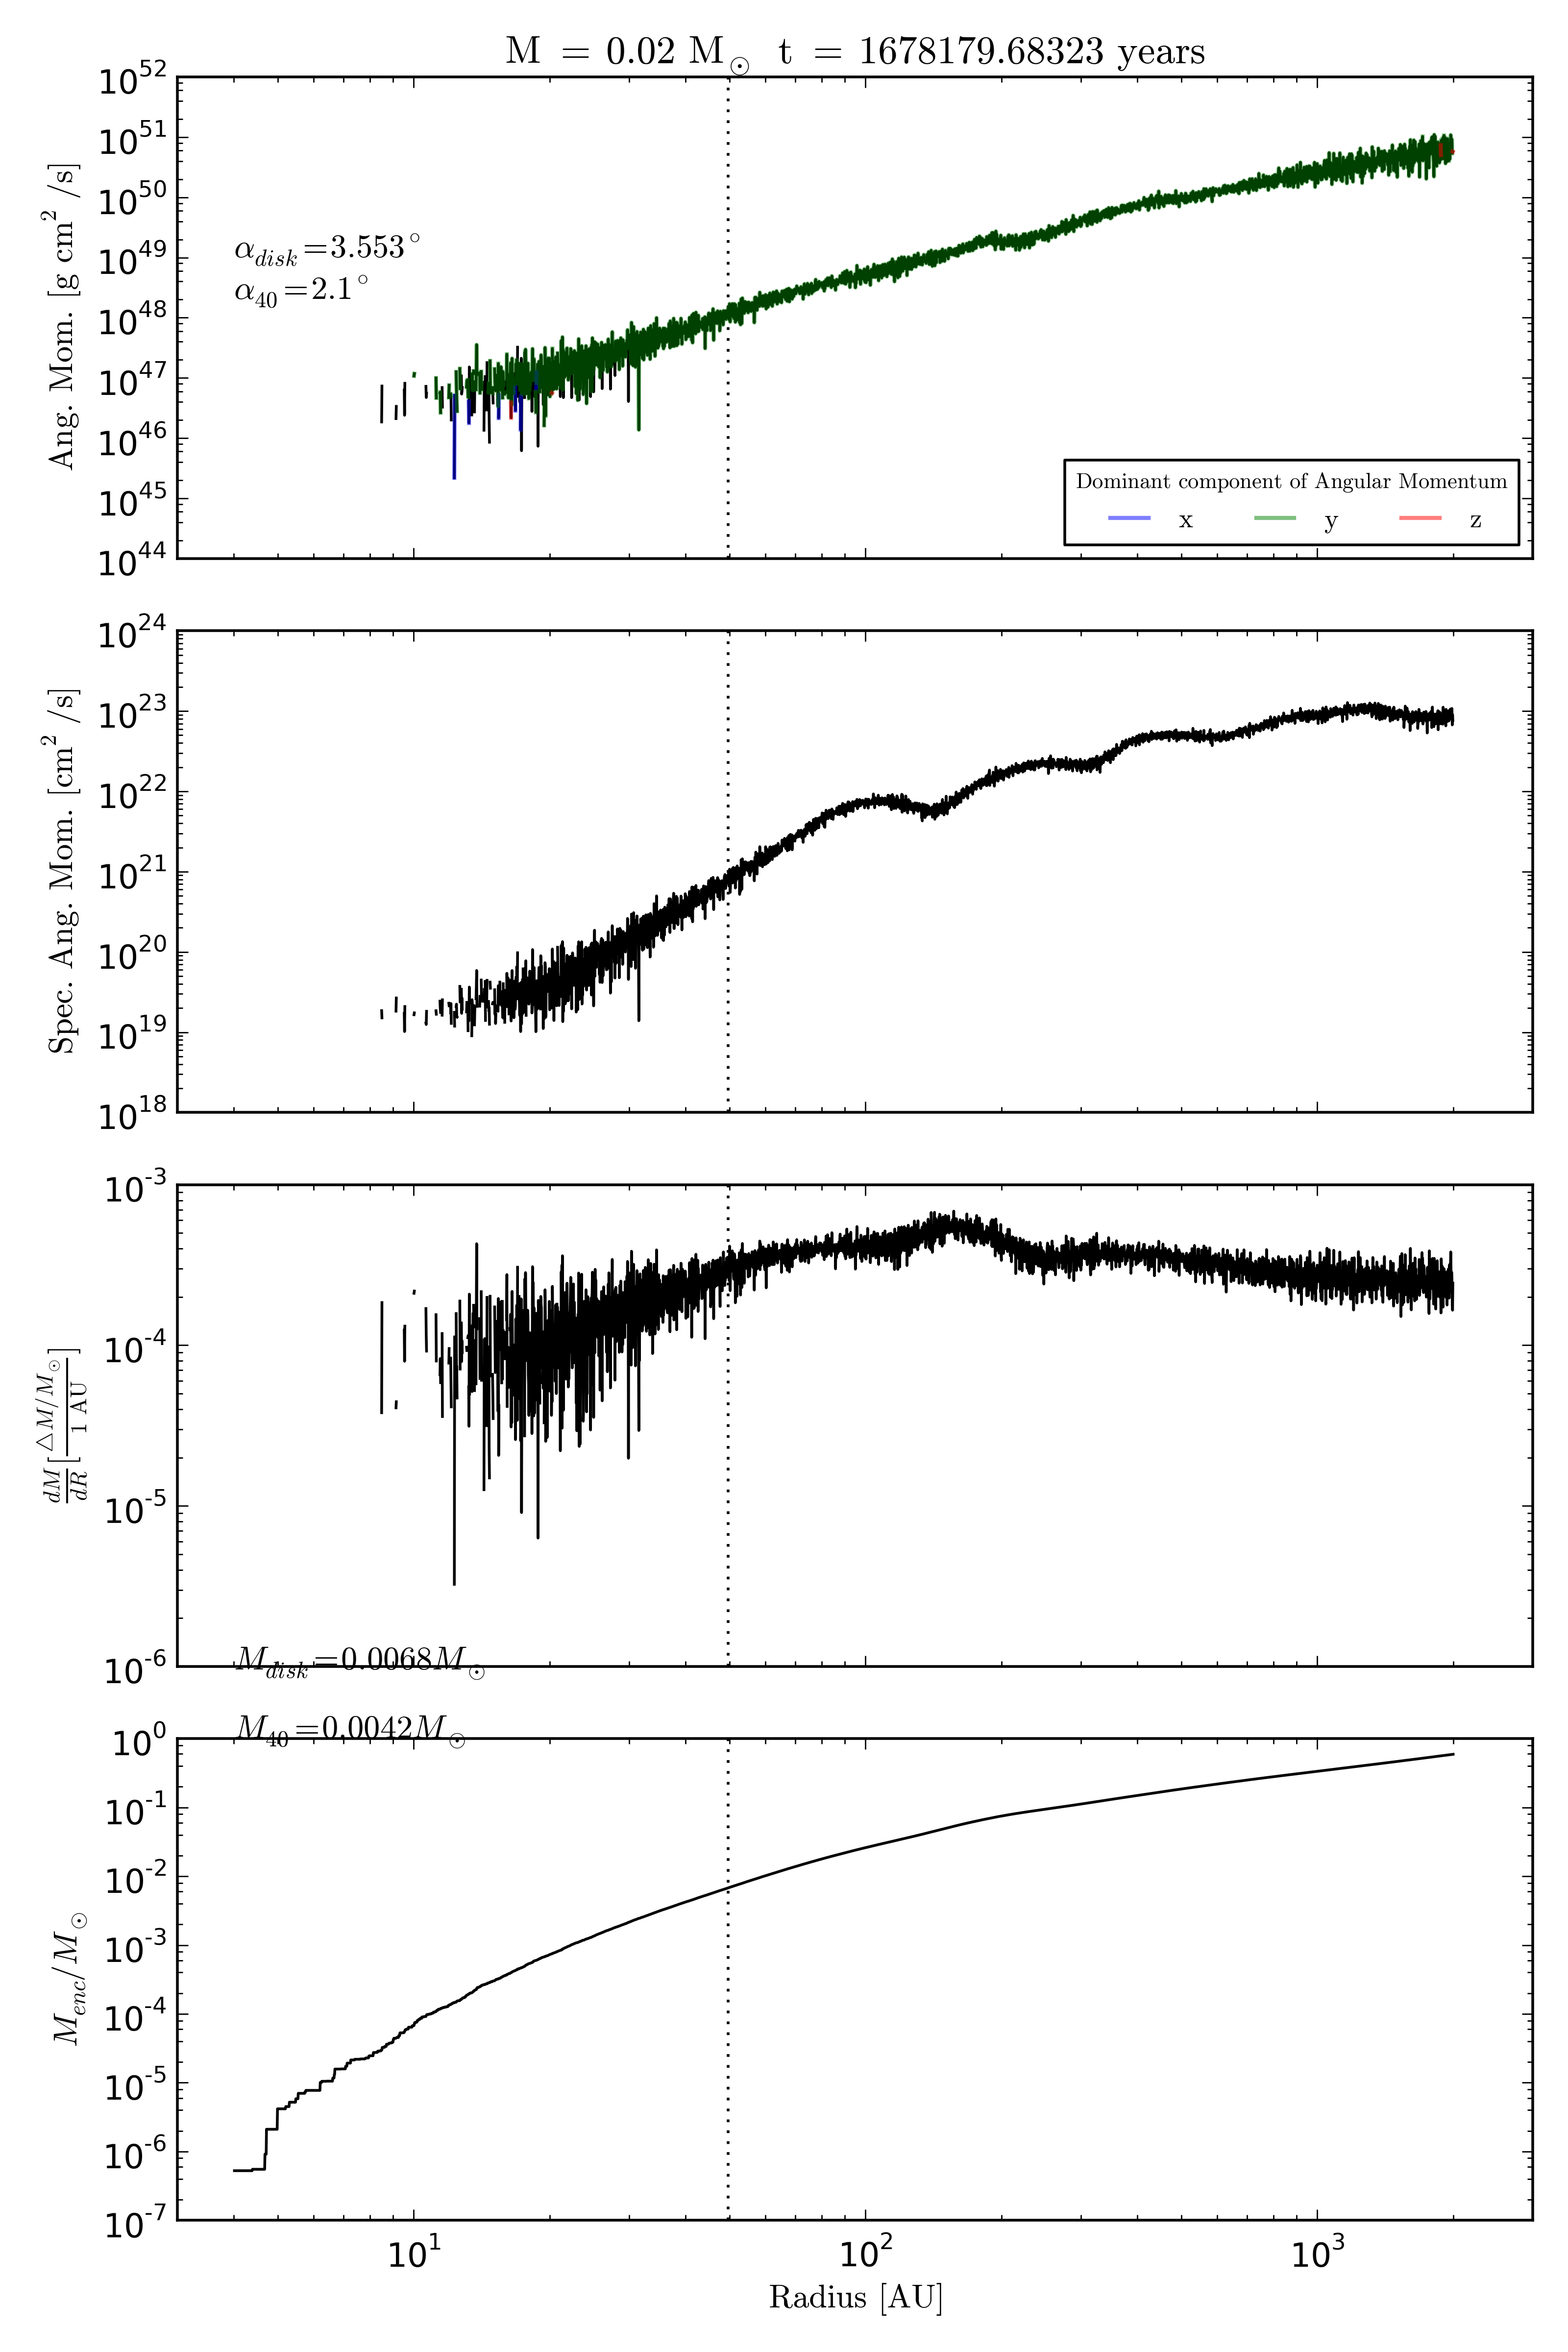 M = 0.02 M⊙ t = 1678179.68323 years
10^52
10^51
10^50
10^49
10^48
10^47
10^46
10^45
10^44
Ang. Mom. [g cm^2 /s]
α_disk=3.553°
α_40=2.1°
Dominant component of Angular Momentum
x y z
10^24
10^23
10^22
10^21
10^20
10^19
10^18
Spec. Ang. Mom. [cm^2 /s]
10^-3
10^-4
10^-5
10^-6
dM/dR [△M/M⊙ / 1 AU]
M_disk=0.0068M⊙
M_40=0.0042M⊙
10^0
10^-1
10^-2
10^-3
10^-4
10^-5
10^-6
10^-7
M_enc/M⊙
10^1 10^2 10^3
Radius [AU]